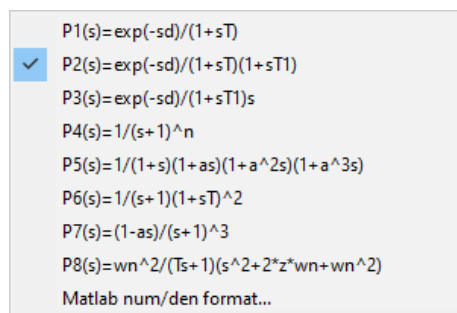 P1(s)=exp(-sd)/(1+sT)
P2(s)=exp(-sd)/(1+sT)(1+sT1)
P3(s)=exp(-sd)/(1+sT1)s
P4(s)=1/(s+1)^n
P5(s)=1/(1+s)(1+as)(1+a^2s)(1+a^3s)
P6(s)=1/(s+1)(1+sT)^2
P7(s)=(1-as)/(s+1)^3
P8(s)=wn^2/(Ts+1)(s^2+2*z*wn+wn^2)
Matlab num/den format...